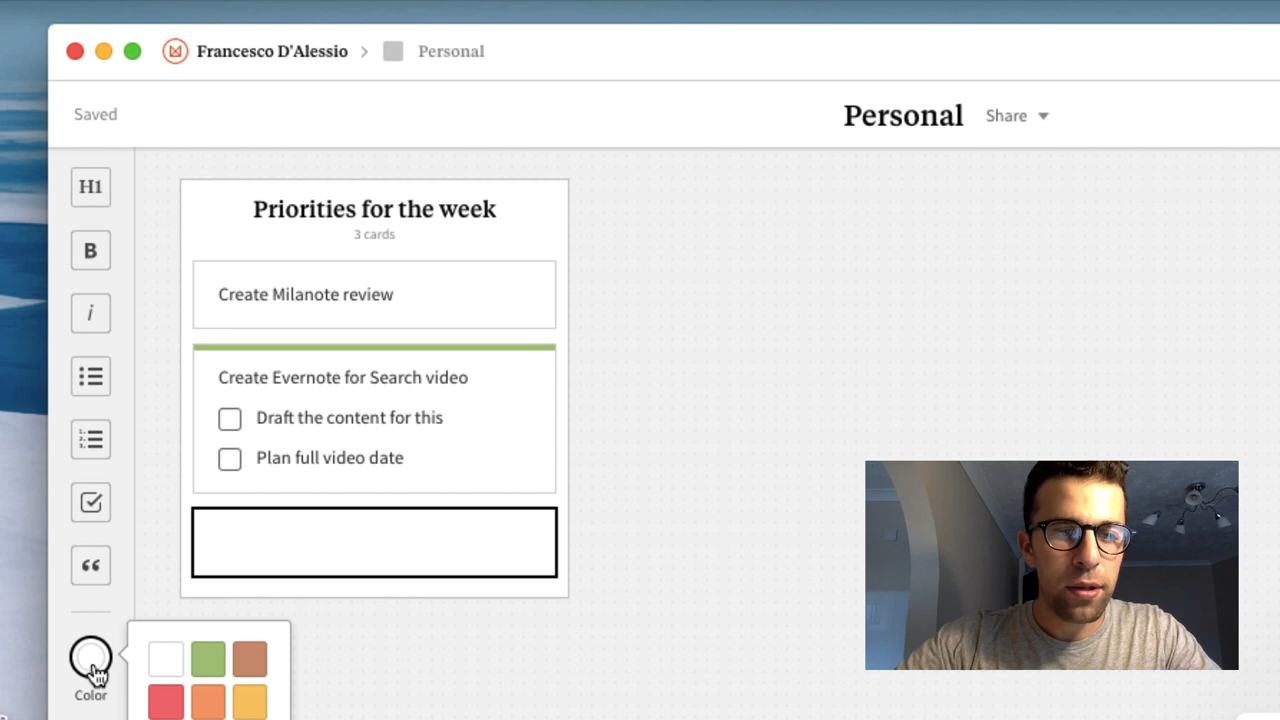 Francesco D'Alessio > Personal
Saved
Personal Share
H1
B
i
Priorities for the week
3 cards
Create Milanote review
Create Evernote for Search video
Draft the content for this
Plan full video date
Color